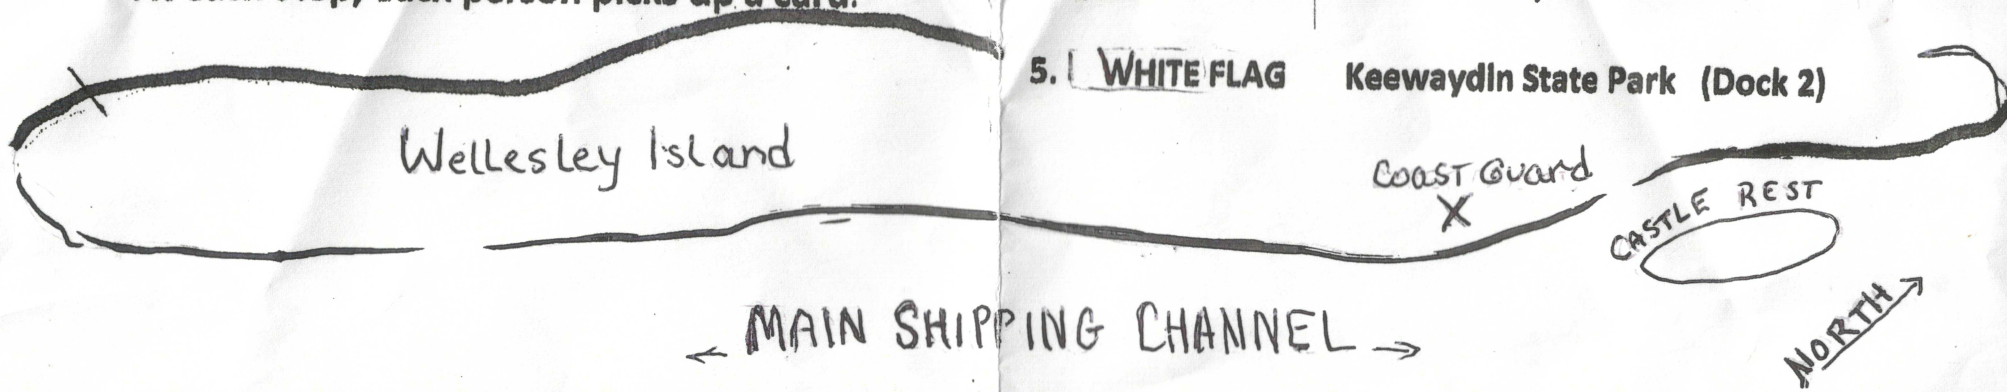 5. WHITE FLAG Keewaydin State Park (Dock 2)
Wellesley Island
COAST GUARD
X
CASTLE REST
← MAIN SHIPPING CHANNEL →
NORTH